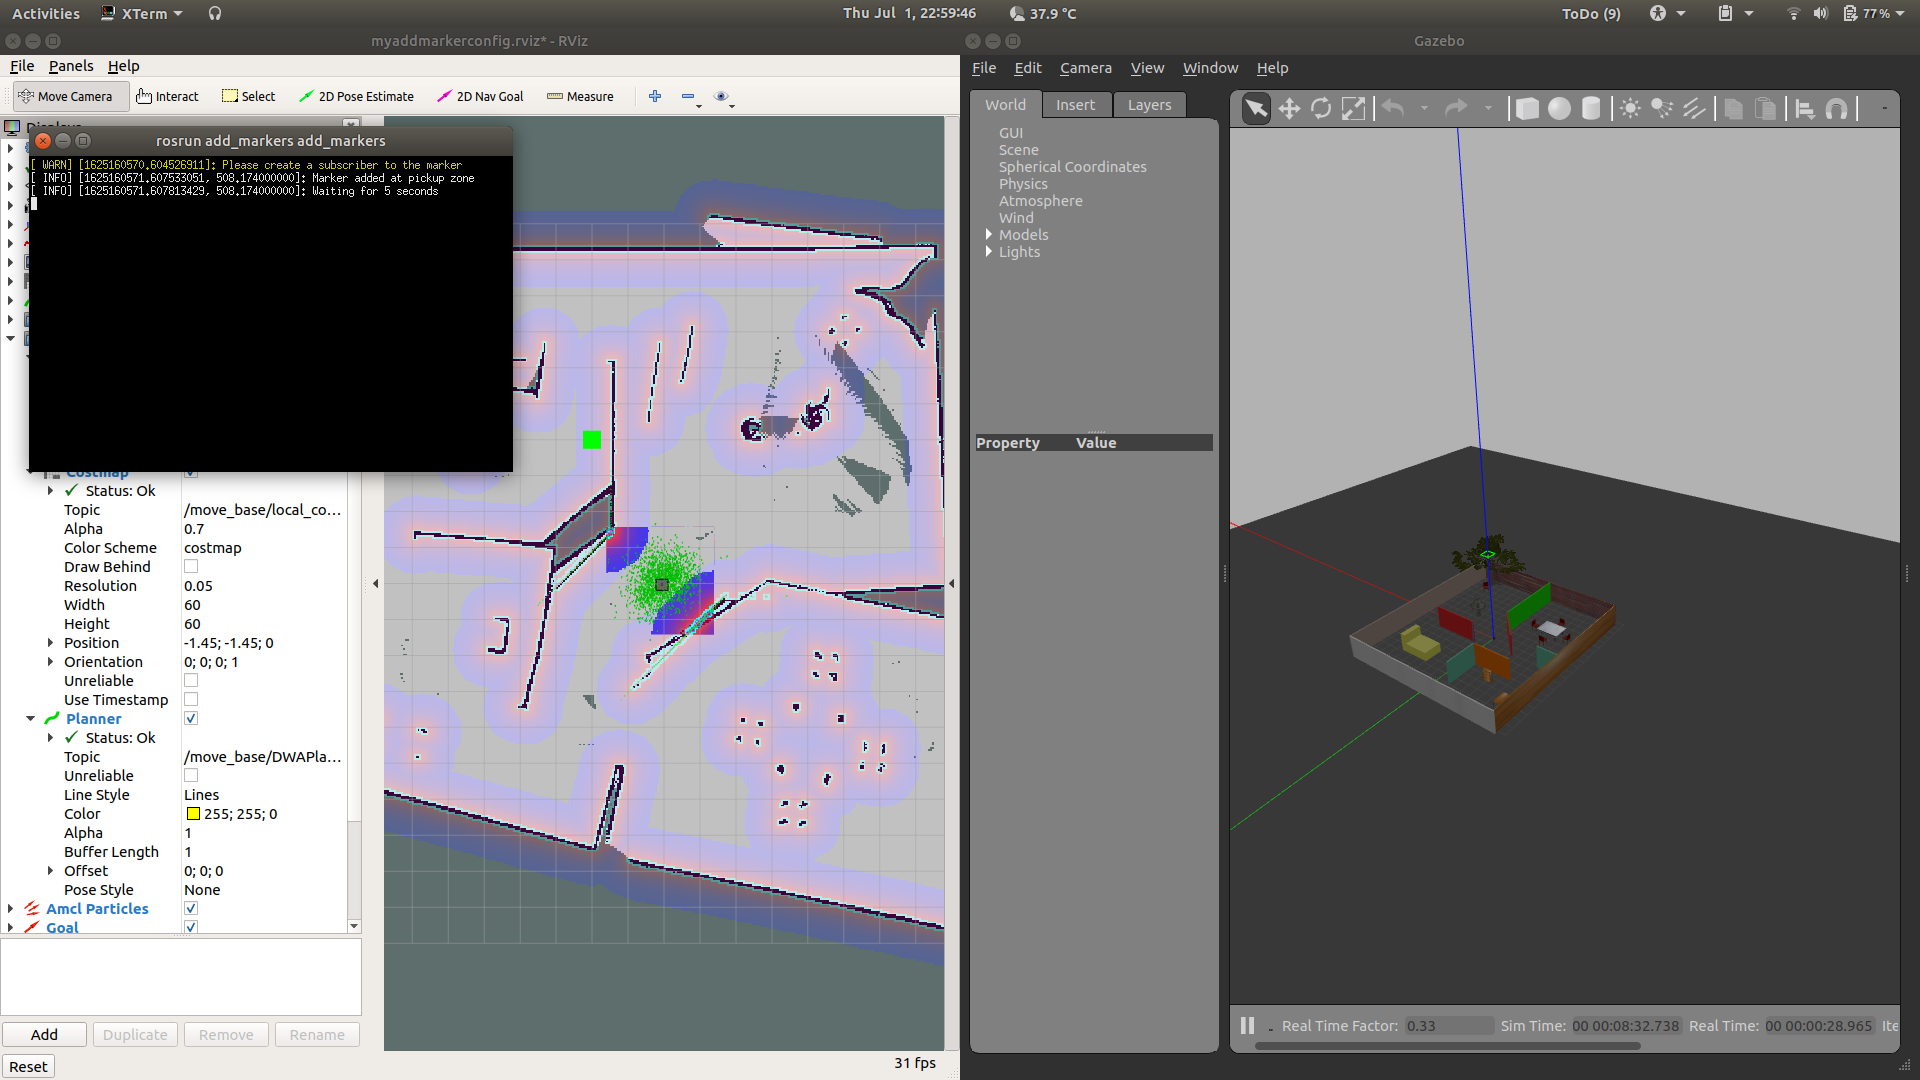 Activities XTerm Thu Jul 1, 22:59:46 37.9 °C ToDo (9) 77 %
myaddmarkerconfig.rviz* - RViz
File Panels Help
Move Camera Interact Select 2D Pose Estimate 2D Nav Goal Measure
rosrun add_markers add_markers
[ WARN] [1625160570.604526911]: Please create a subscriber to the marker
[ INFO] [1625160571.607533051, 508.174000000]: Marker added at pickup zone
[ INFO] [1625160571.607813429, 508.174000000]: Waiting for 5 seconds
Costmap
Status: Ok
Topic /move_base/local_co...
Alpha 0.7
Color Scheme costmap
Draw Behind
Resolution 0.05
Width 60
Height 60
Position -1.45; -1.45; 0
Orientation 0; 0; 0; 1
Unreliable
Use Timestamp
Planner
Status: Ok
Topic /move_base/DWAPla...
Unreliable
Line Style Lines
Color 255; 255; 0
Alpha 1
Buffer Length 1
Offset 0; 0; 0
Pose Style None
Amcl Particles
Goal
Add Duplicate Remove Rename
Reset
31 fps
Gazebo
File Edit Camera View Window Help
World Insert Layers
GUI
Scene
Spherical Coordinates
Physics
Atmosphere
Wind
Models
Lights
Property Value
Real Time Factor: 0.33 Sim Time: 00 00:08:32.738 Real Time: 00 00:00:28.965 Ite